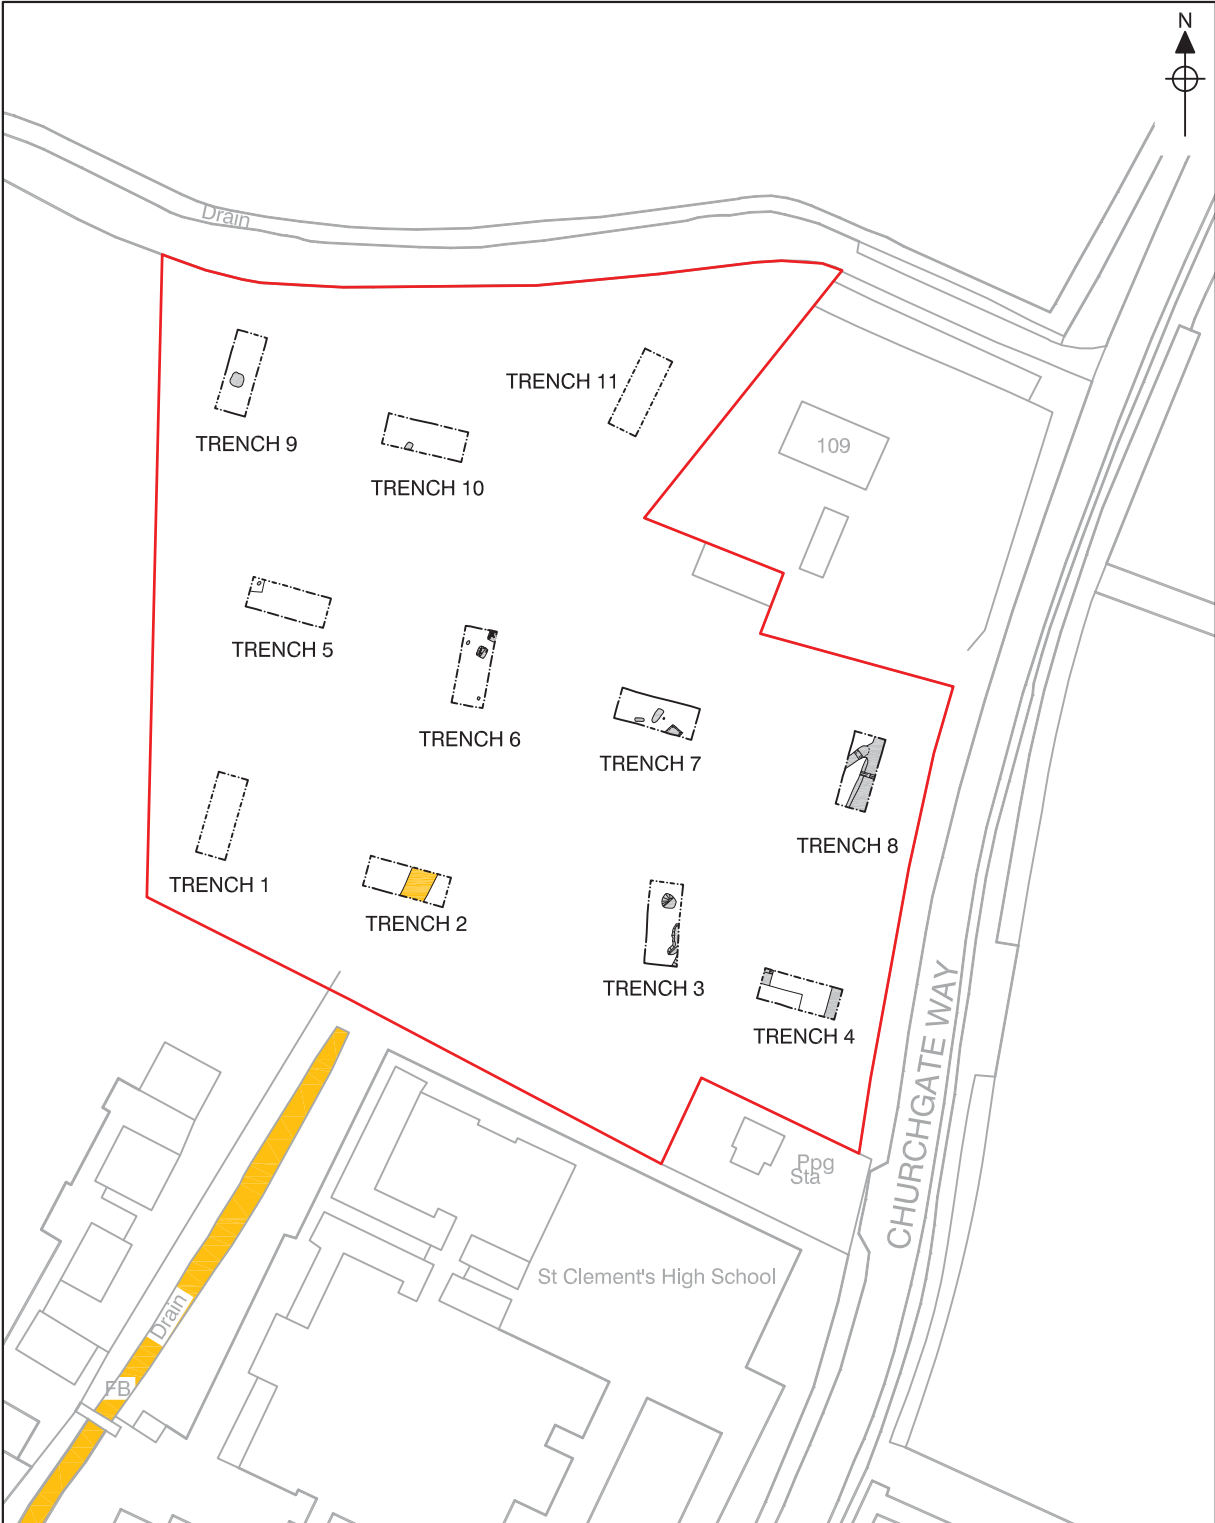 N
Drain
TRENCH 11
TRENCH 9
109
TRENCH 10
TRENCH 5
TRENCH 6
TRENCH 7
TRENCH 8
TRENCH 1
TRENCH 2
TRENCH 3
TRENCH 4
CHURCHGATE WAY
Ppg
Sta
St Clement's High School
Drain
FB